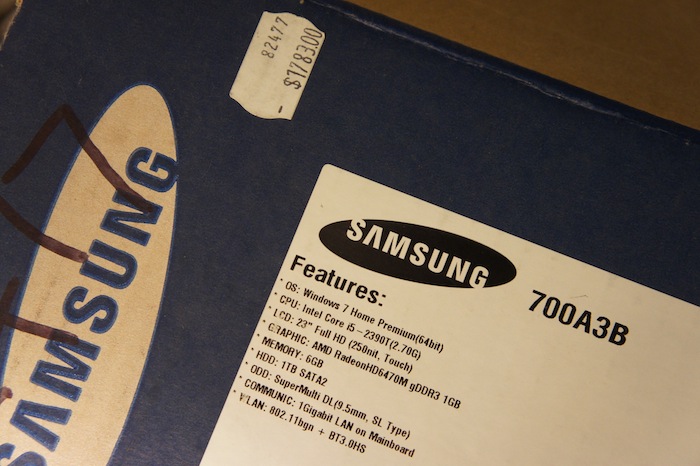 82477
$1783.00
SAMSUNG
SAMSUNG
700A3B
Features:
· OS: Windows 7 Home Premium(64bit)
· CPU: Intel Core i5-2390T(2.70G)
· LCD: 23" Full HD (250nit, Touch)
· GRAPHIC: AMD RadeonHD6470M gDDR3 1GB
· MEMORY: 6GB
· HDD: 1TB SATA2
· ODD: SuperMulti DL(9.5mm, SL Type)
· COMMUNIC: 1Gigabit LAN on Mainboard
· WLAN: 802.11bgn + BT3.0HS